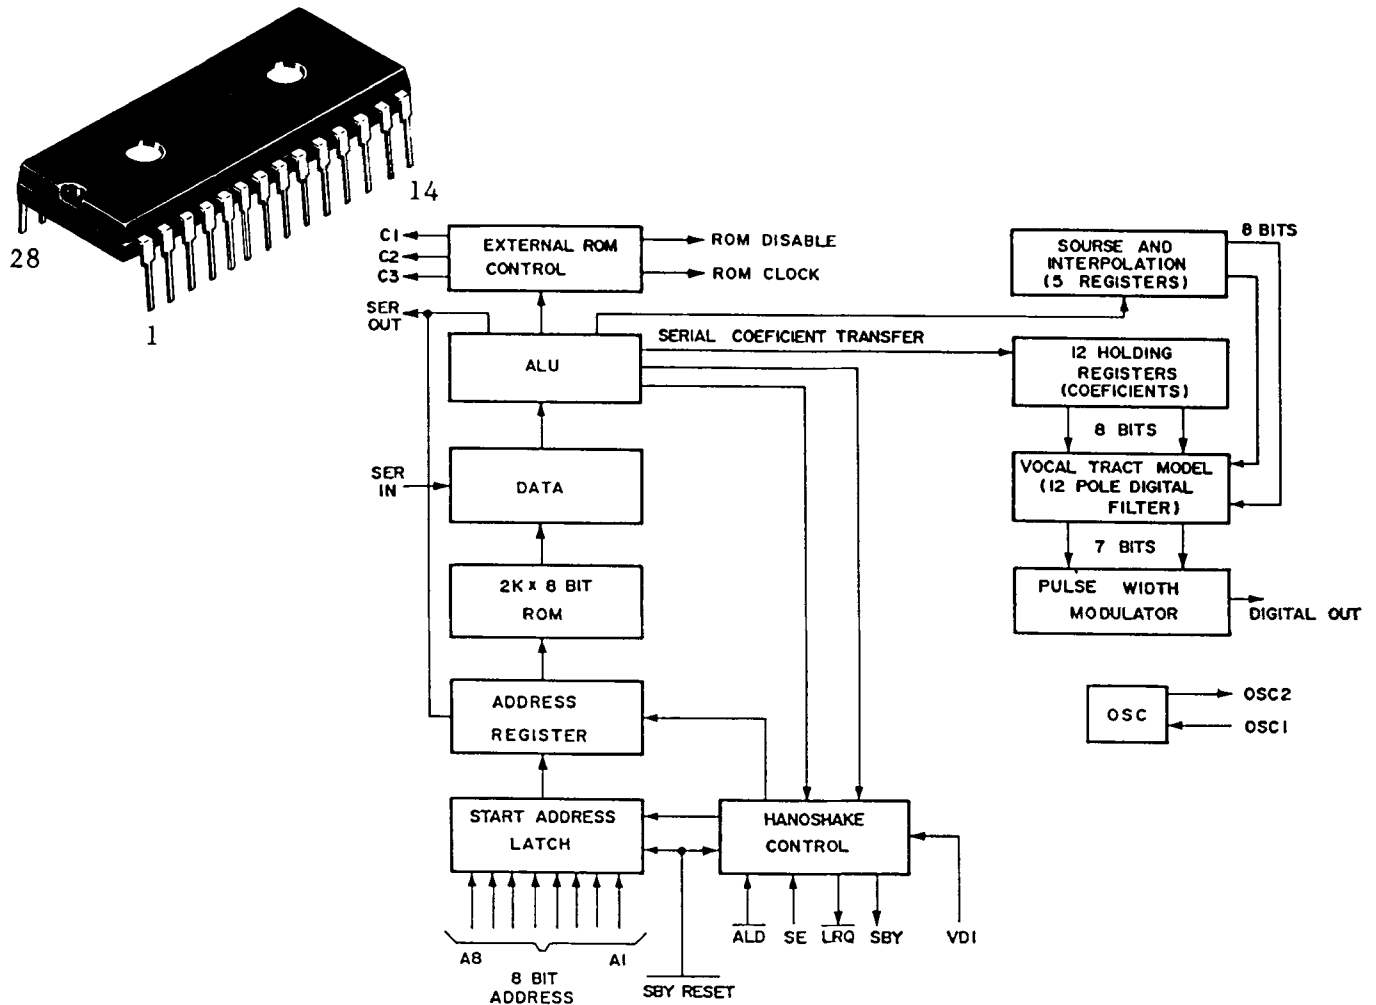 14
28
1
C1
C2
C3
EXTERNAL ROM
CONTROL
ROM DISABLE
ROM CLOCK
SOURSE AND
INTERPOLATION
(5 REGISTERS)
8 BITS
SER
OUT
ALU
SERIAL COEFICIENT TRANSFER
12 HOLDING
REGISTERS
(COEFICIENTS)
8 BITS
SER
IN
DATA
VOCAL TRACT MODEL
(12 POLE DIGITAL
FILTER)
7 BITS
2K x 8 BIT
ROM
PULSE WIDTH
MODULATOR
DIGITAL OUT
ADDRESS
REGISTER
OSC
OSC2
OSC1
START ADDRESS
LATCH
HANOSHAKE
CONTROL
A8
A1
8 BIT
ADDRESS
SBY RESET
ALD
SE
LRQ
SBY
VD1